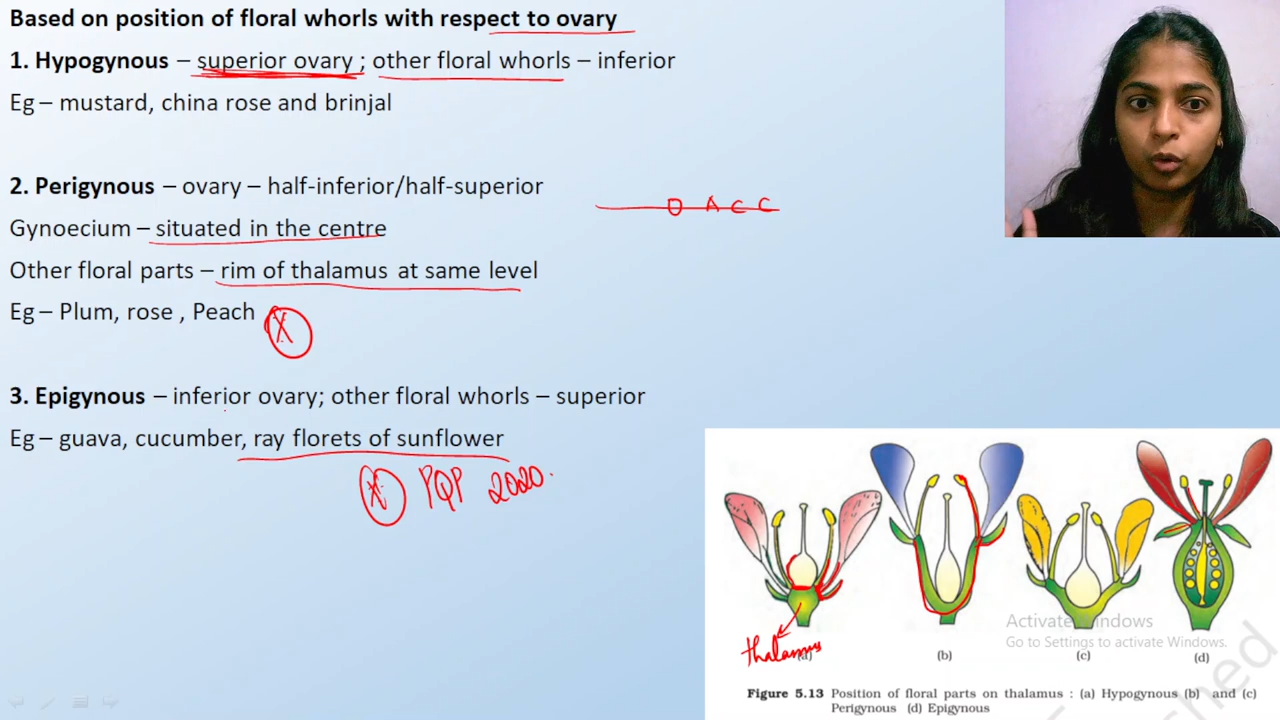 Based on position of floral whorls with respect to ovary
1. Hypogynous – superior ovary ; other floral whorls – inferior
Eg – mustard, china rose and brinjal
2. Perigynous – ovary – half-inferior/half-superior
O A C C
Gynoecium – situated in the centre
Other floral parts – rim of thalamus at same level
Eg – Plum, rose , Peach
3. Epigynous – inferior ovary; other floral whorls – superior
Eg – guava, cucumber, ray florets of sunflower
PQP 2020.
thalamus
Activate Windows
Go to Settings to activate Windows.
(a) (b) (c) (d)
Figure 5.13 Position of floral parts on thalamus : (a) Hypogynous (b) and (c)
Perigynous (d) Epigynous